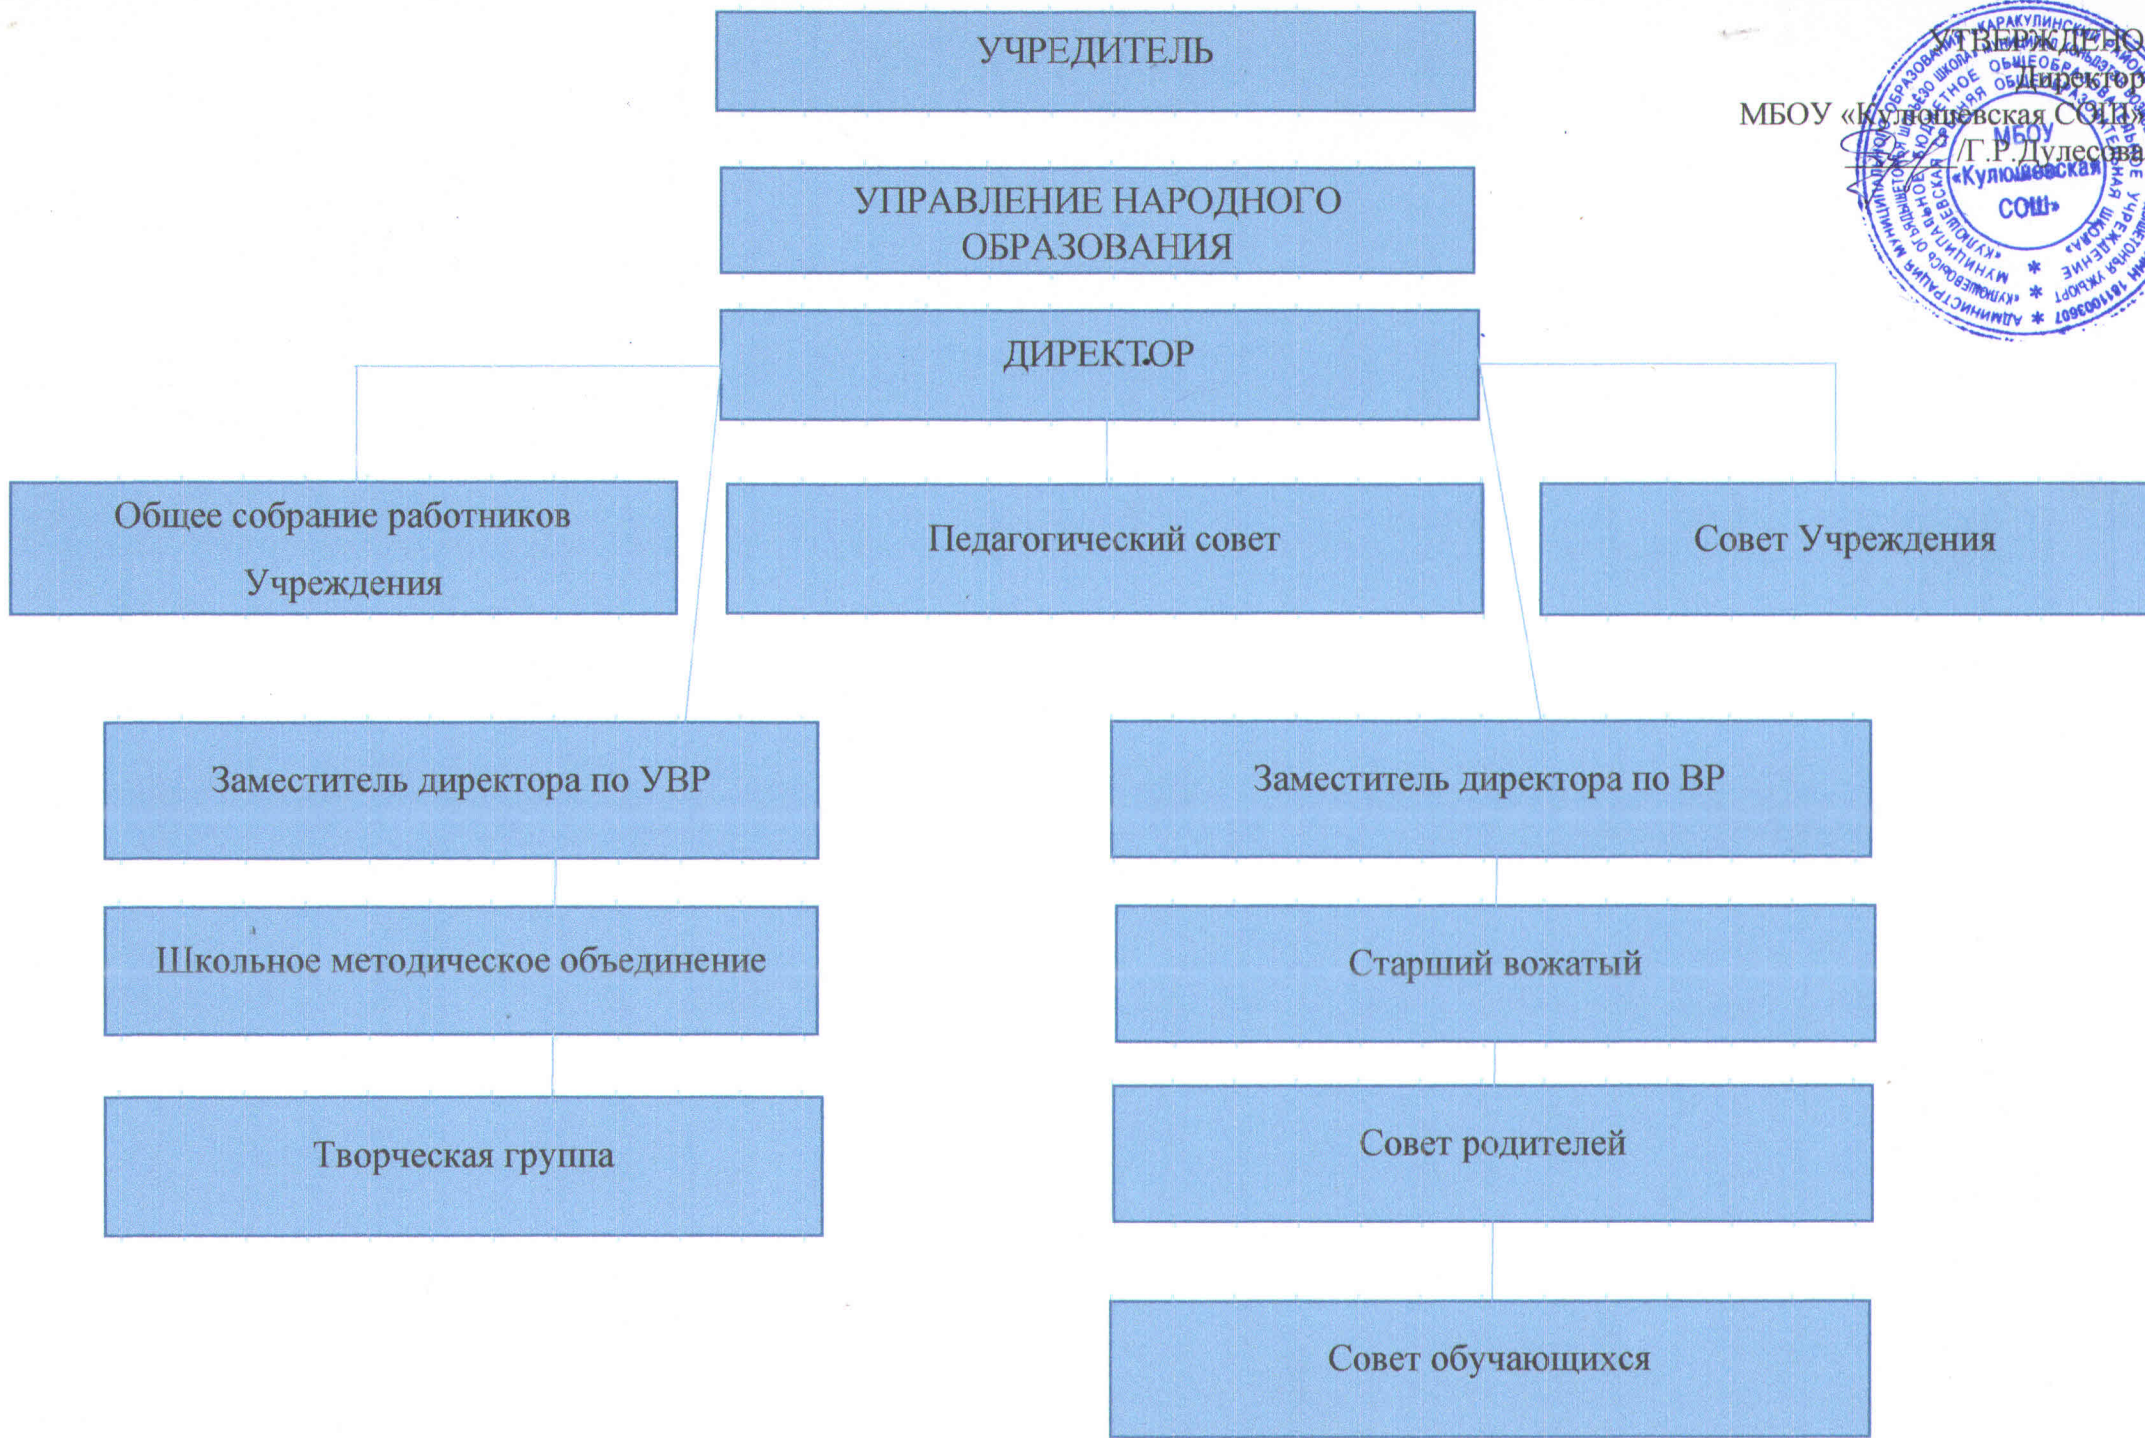 УЧРЕДИТЕЛЬ
УТВЕРЖДЕНО
Директор
МБОУ «Кулюшевская СОШ»
/Г.Р.Дулесова
МБОУ
«Кулюшевская
СОШ»
УПРАВЛЕНИЕ НАРОДНОГО
ОБРАЗОВАНИЯ
ДИРЕКТОР
Общее собрание работников
Учреждения
Педагогический совет
Совет Учреждения
Заместитель директора по УВР
Заместитель директора по ВР
Школьное методическое объединение
Старший вожатый
Творческая группа
Совет родителей
Совет обучающихся